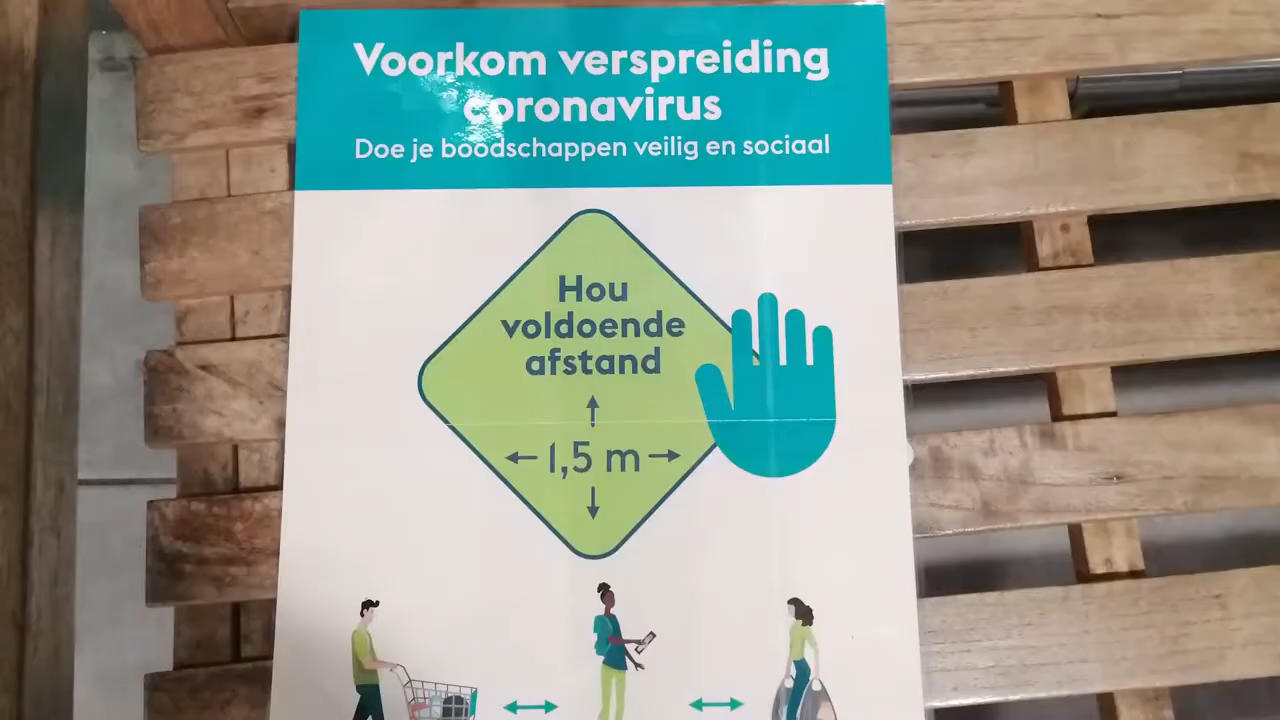 Voorkom verspreiding
coronavirus
Doe je boodschappen veilig en sociaal
Hou
voldoende
afstand
1,5 m